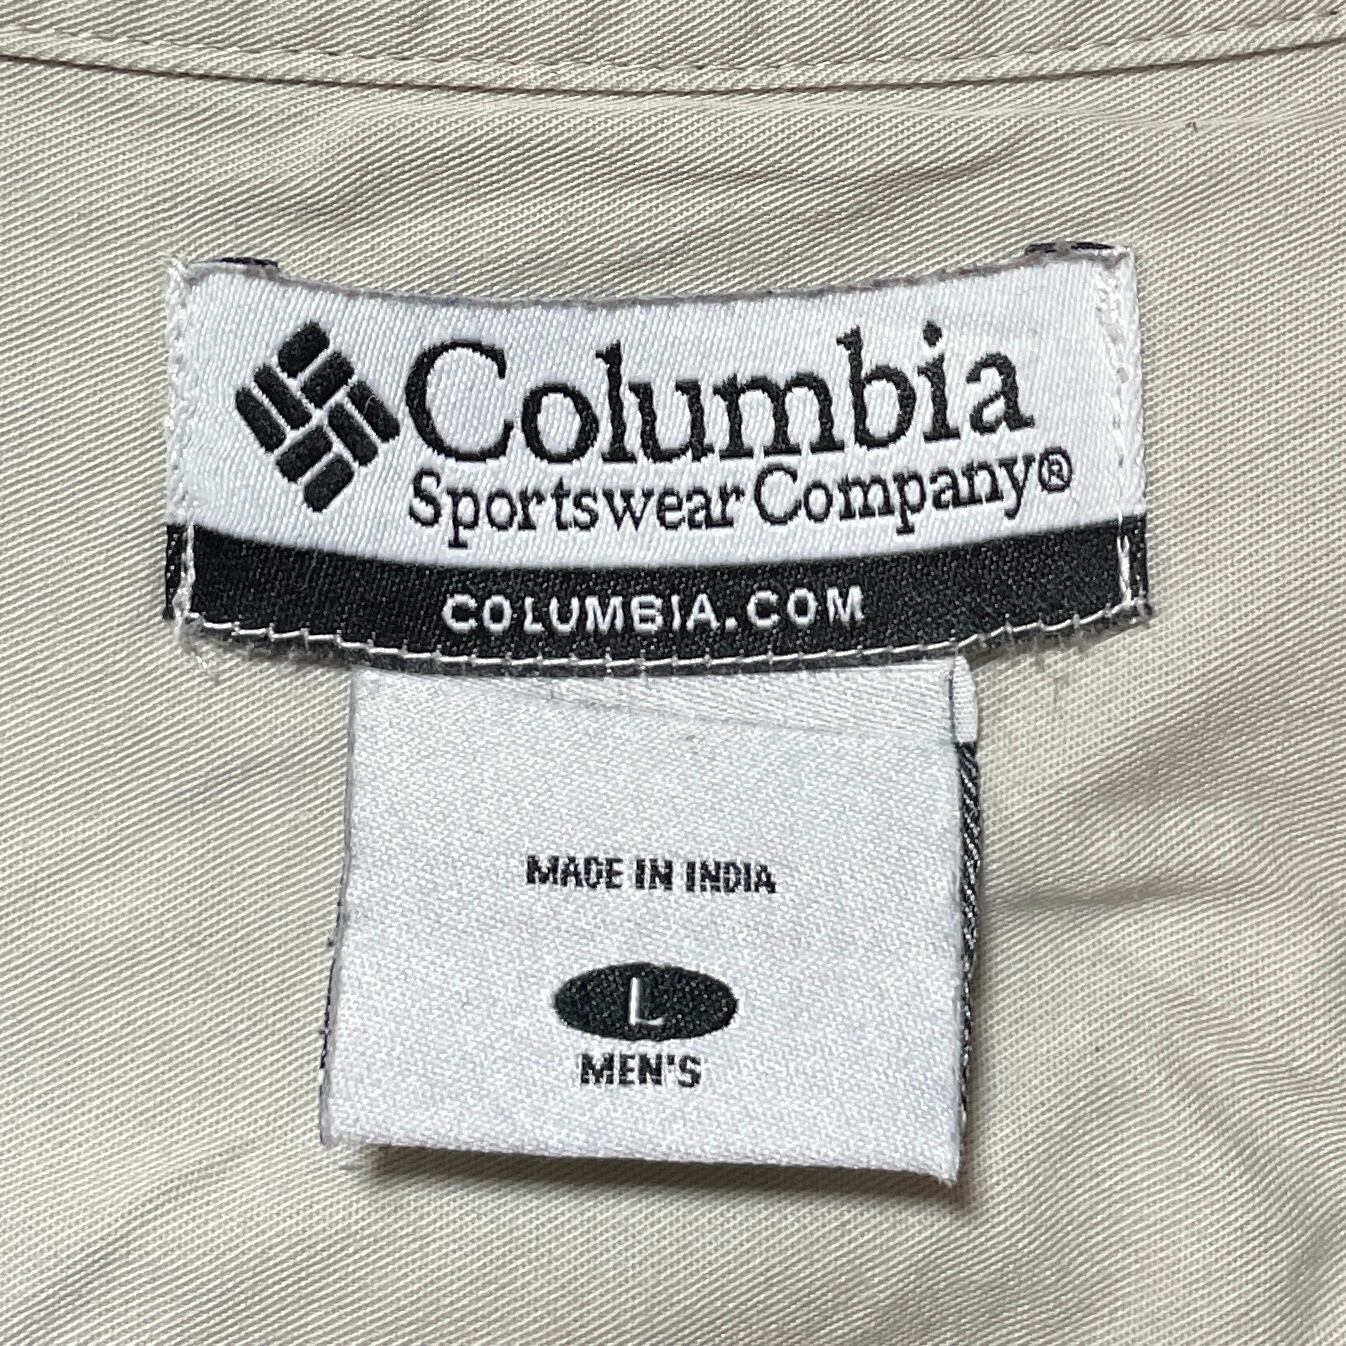 Columbia
Sportswear Company®
COLUMBIA.COM
MADE IN INDIA
L
MEN'S